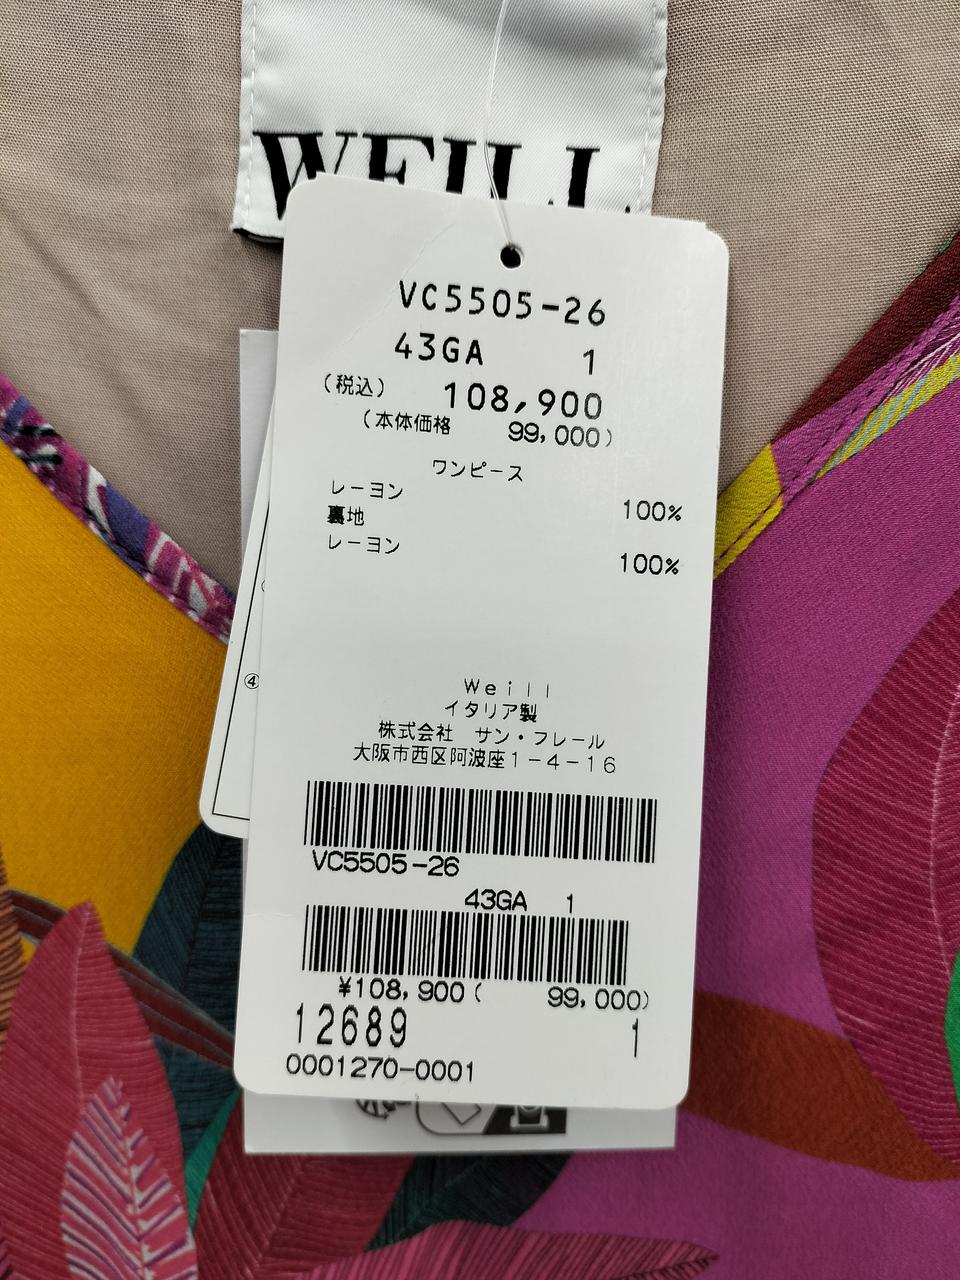 WEILL
VC5505-26
43GA 1
(税込) 108,900
(本体価格 99,000)
ワンピース
レーヨン 100%
裏地
レーヨン 100%
Weill
イタリア製
株式会社 サン・フレール
大阪市西区阿波座1-4-16
VC5505-26
43GA 1
¥108,900( 99,000)
12689 1
0001270-0001
④